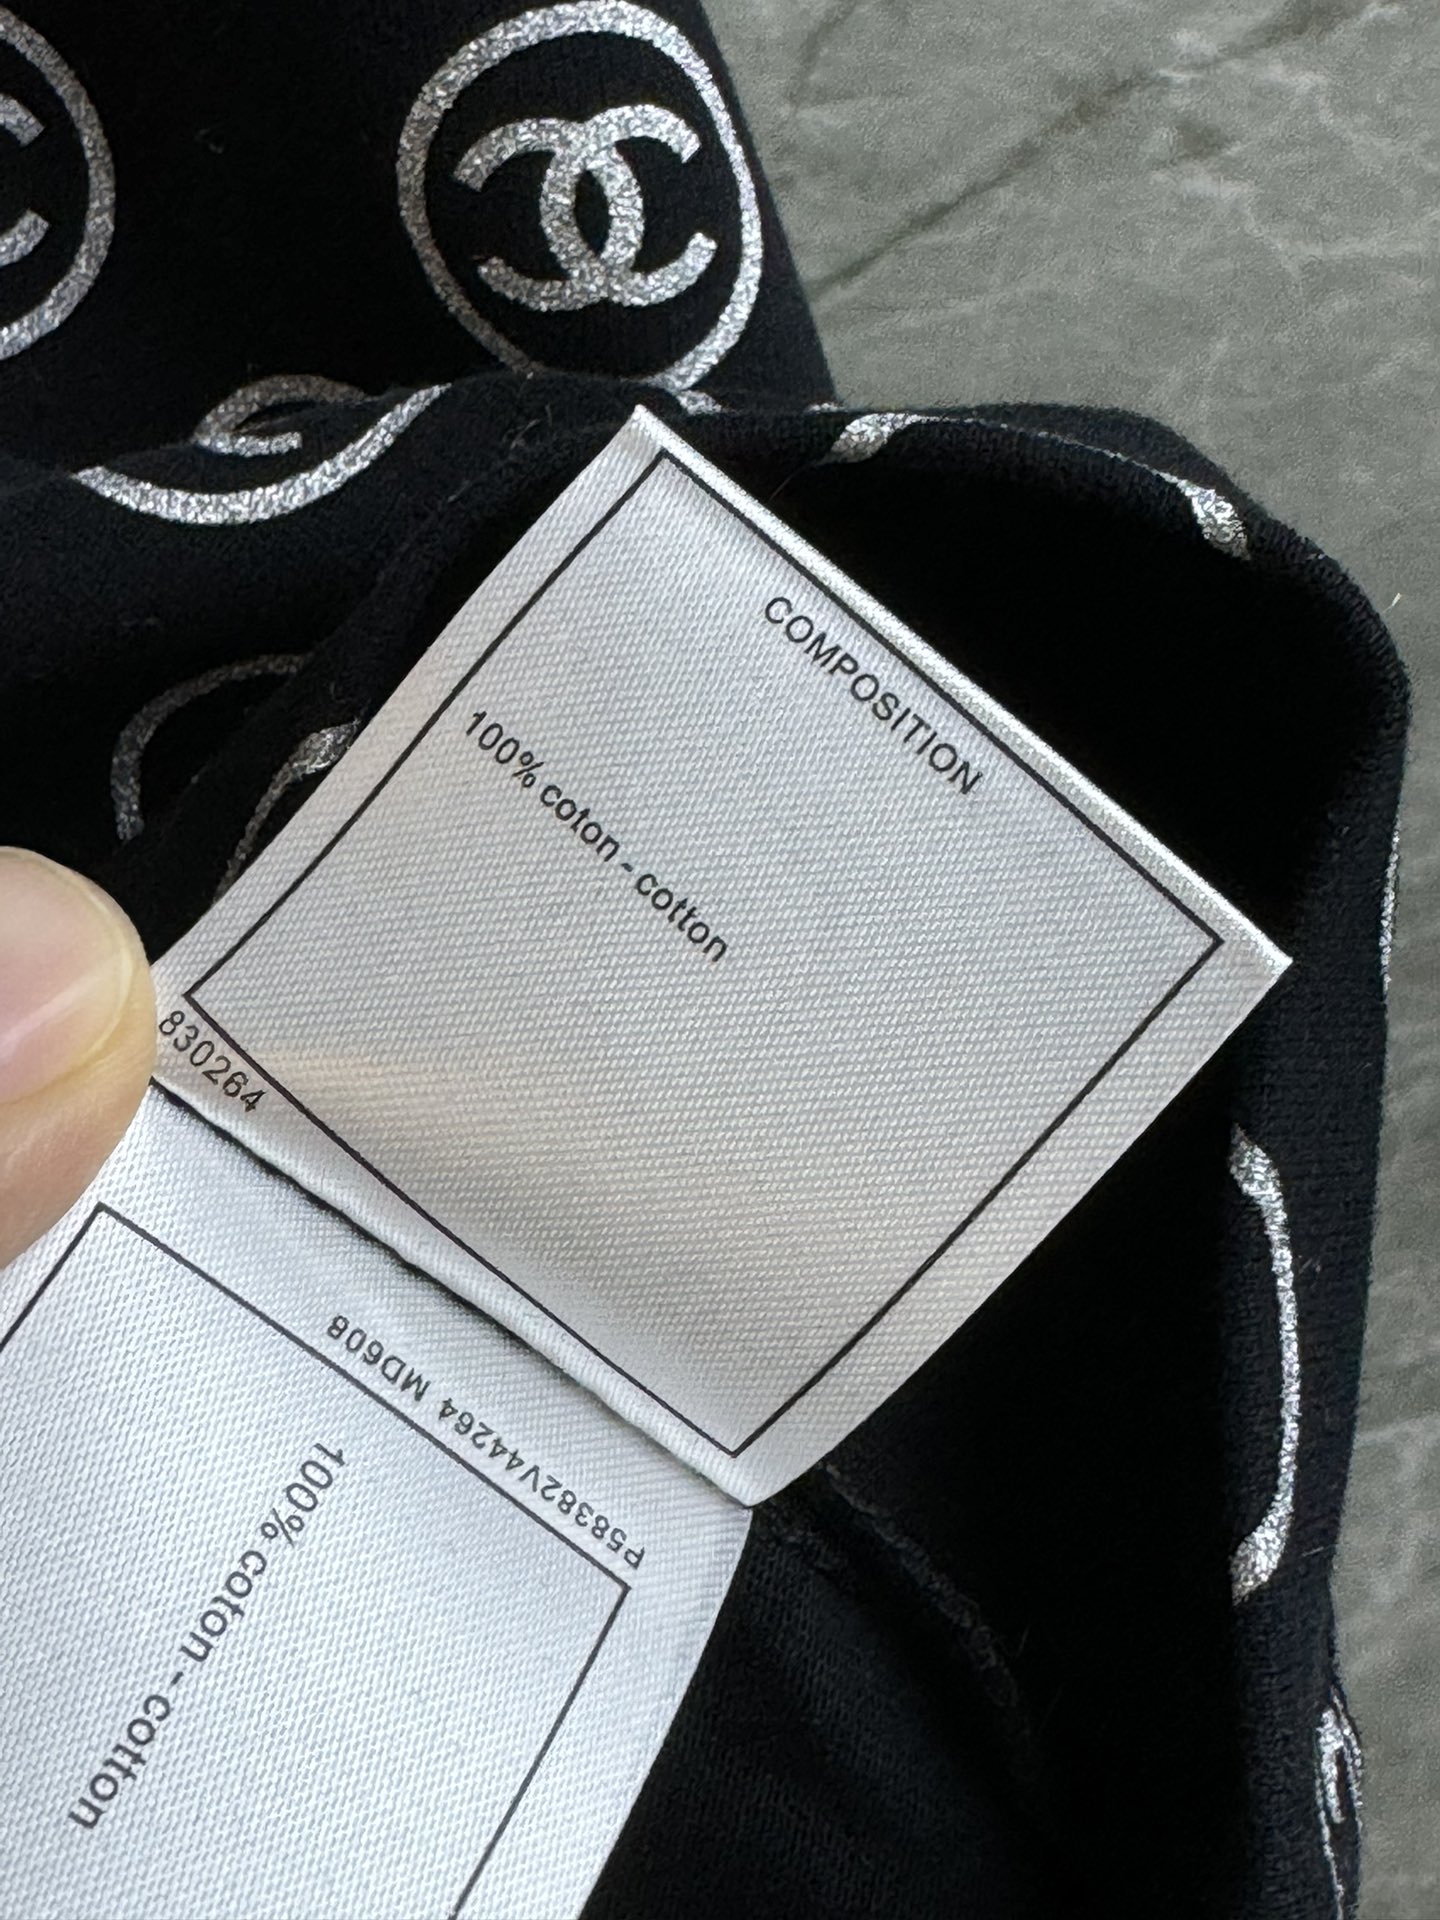 COMPOSITION
100% coton - cotton
830264
P58382V44264 MD608
100% coton - cotton